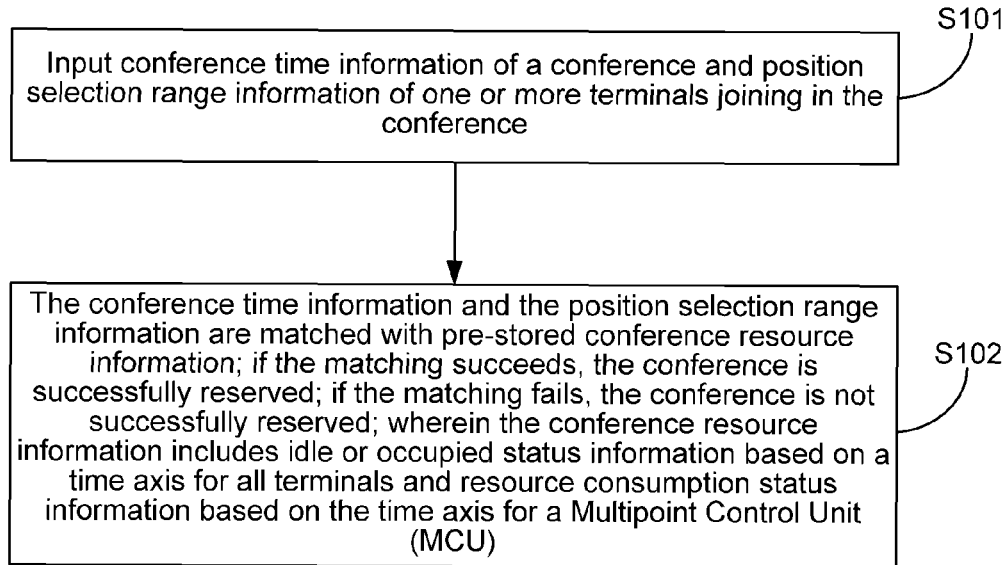 S101
Input conference time information of a conference and position
selection range information of one or more terminals joining in the
conference
The conference time information and the position selection range
information are matched with pre-stored conference resource
information; if the matching succeeds, the conference is
successfully reserved; if the matching fails, the conference is not
successfully reserved; wherein the conference resource
information includes idle or occupied status information based on a
time axis for all terminals and resource consumption status
information based on the time axis for a Multipoint Control Unit
(MCU)
S102